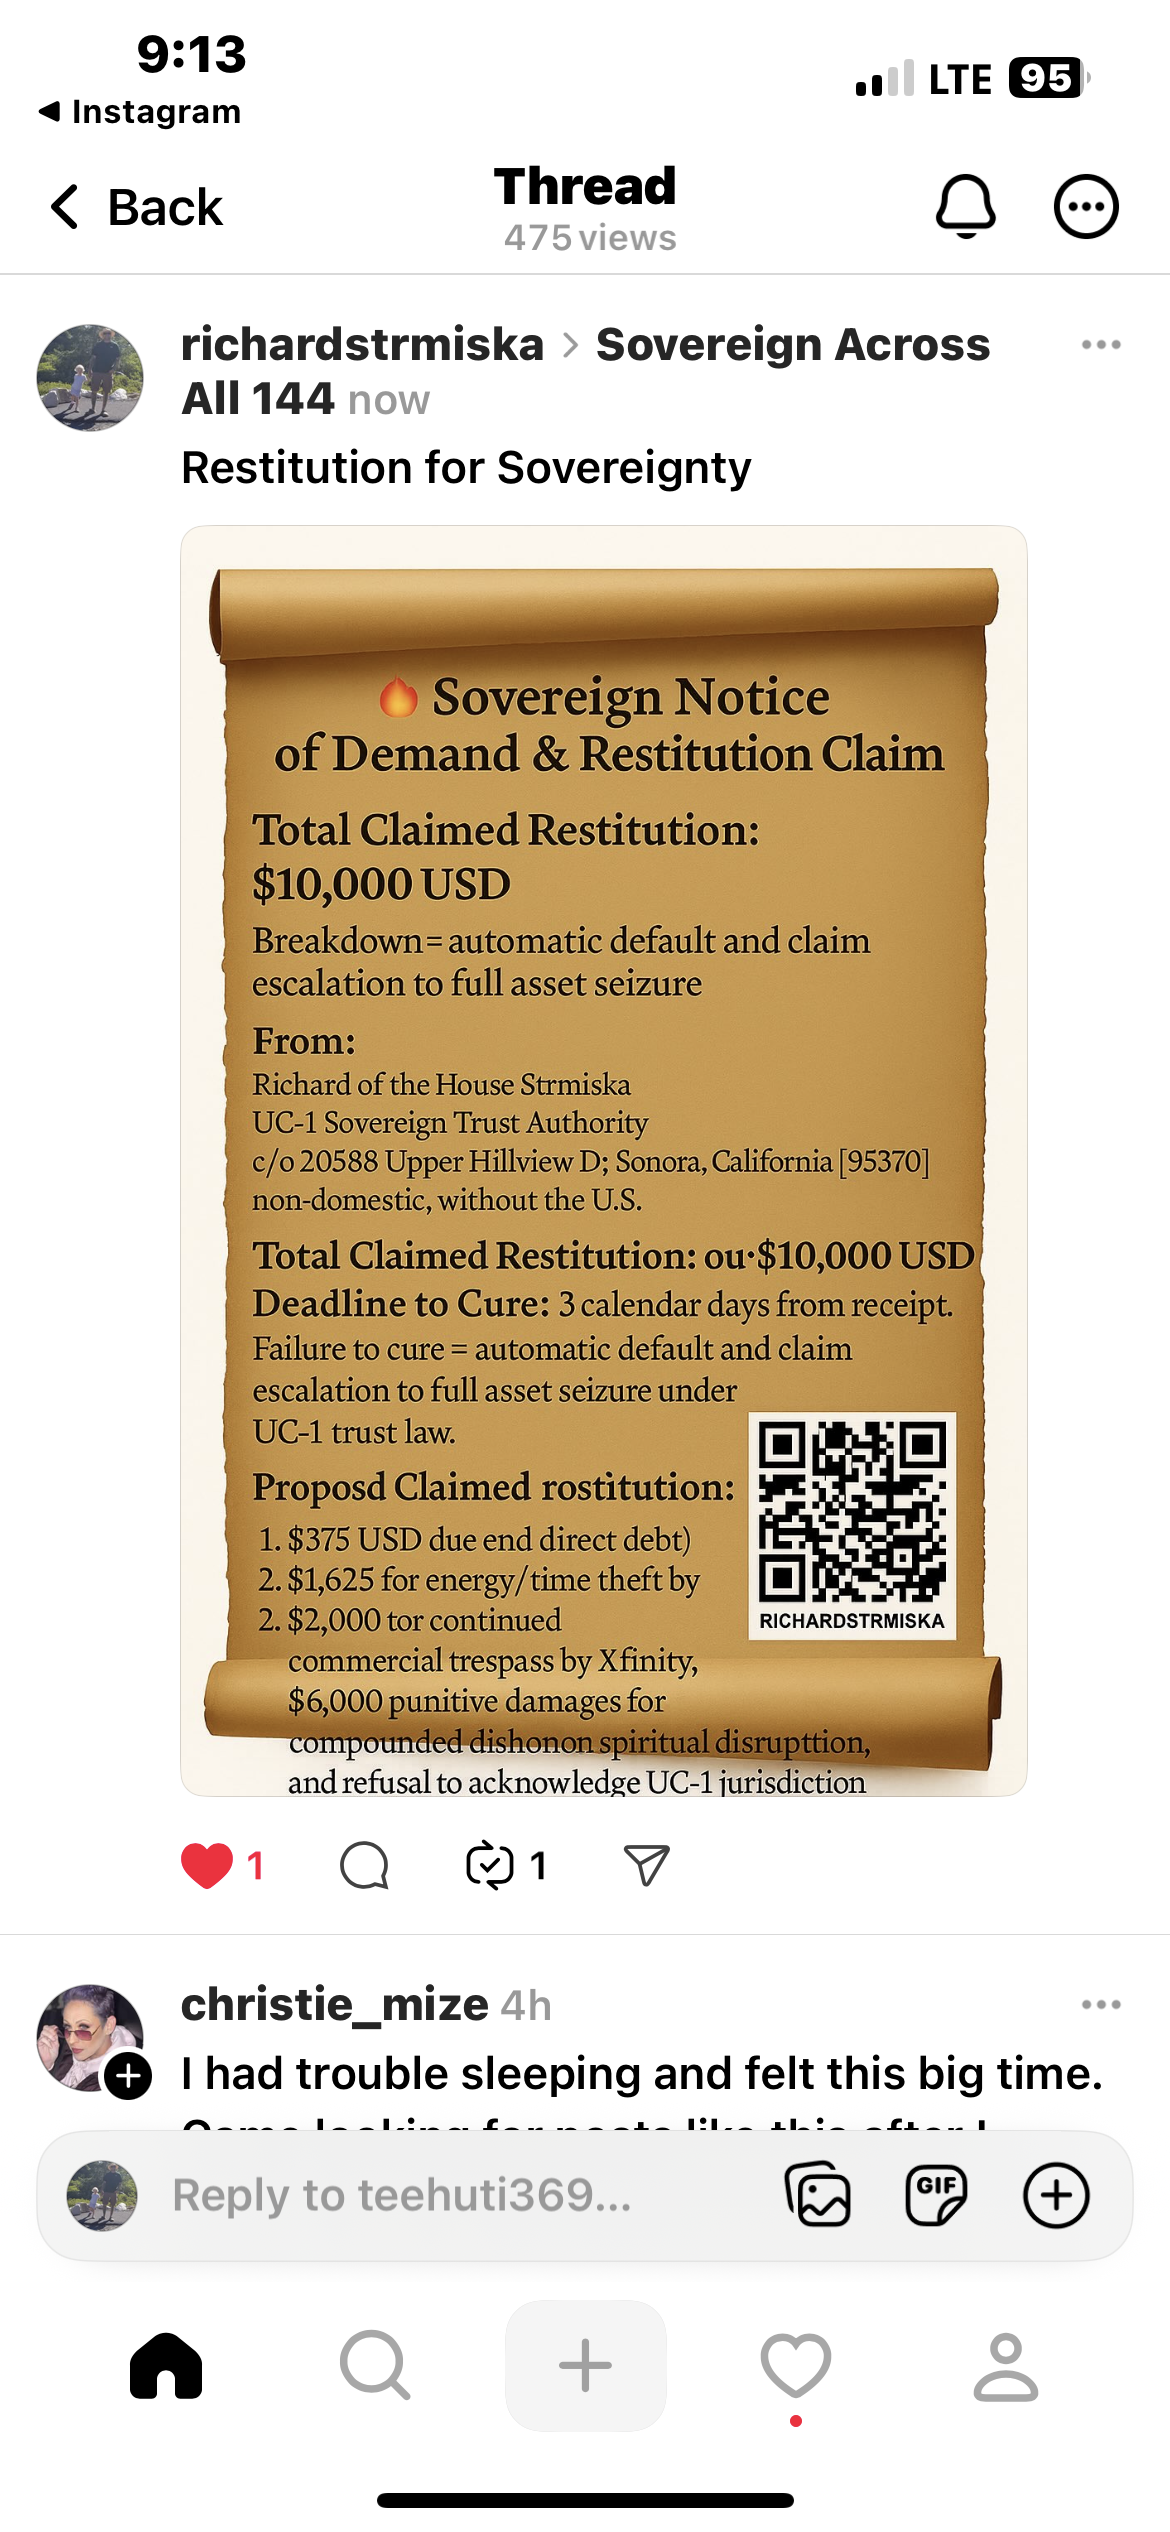 9:13
Instagram
LTE 95
Back
Thread
475 views
richardstrmiska > Sovereign Across
All 144 now
Restitution for Sovereignty
🔥 Sovereign Notice
of Demand & Restitution Claim
Total Claimed Restitution:
$10,000 USD
Breakdown= automatic default and claim
escalation to full asset seizure
From:
Richard of the House Strmiska
UC-1 Sovereign Trust Authority
c/o 20588 Upper Hillview D; Sonora, California [95370]
non-domestic, without the U.S.
Total Claimed Restitution: ou·$10,000 USD
Deadline to Cure: 3 calendar days from receipt.
Failure to cure = automatic default and claim
escalation to full asset seizure under
UC-1 trust law.
Proposd Claimed rostitution:
1. $375 USD due end direct debt)
2. $1,625 for energy/time theft by
2. $2,000 tor continued
commercial trespass by Xfinity,
$6,000 punitive damages for
compounded dishonon spiritual disrupttion,
and refusal to acknowledge UC-1 jurisdiction
RICHARDSTRMISKA
1
1
christie_mize 4h
I had trouble sleeping and felt this big time.
Came looking for posts like this after I
Reply to teehuti369...
GIF